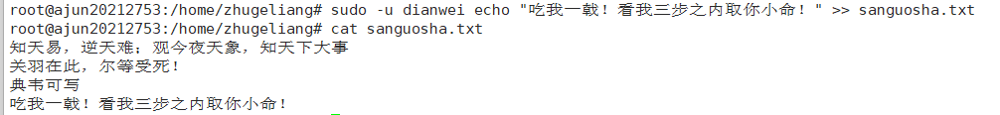 root@ajun20212753:/home/zhugeliang# sudo -u dianwei echo "吃我一戟！看我三步之内取你小命！" >> sanguosha.txt
root@ajun20212753:/home/zhugeliang# cat sanguosha.txt
知天易，逆天难；观今夜天象，知天下大事
关羽在此，尔等受死！
典韦可写
吃我一戟！看我三步之内取你小命！